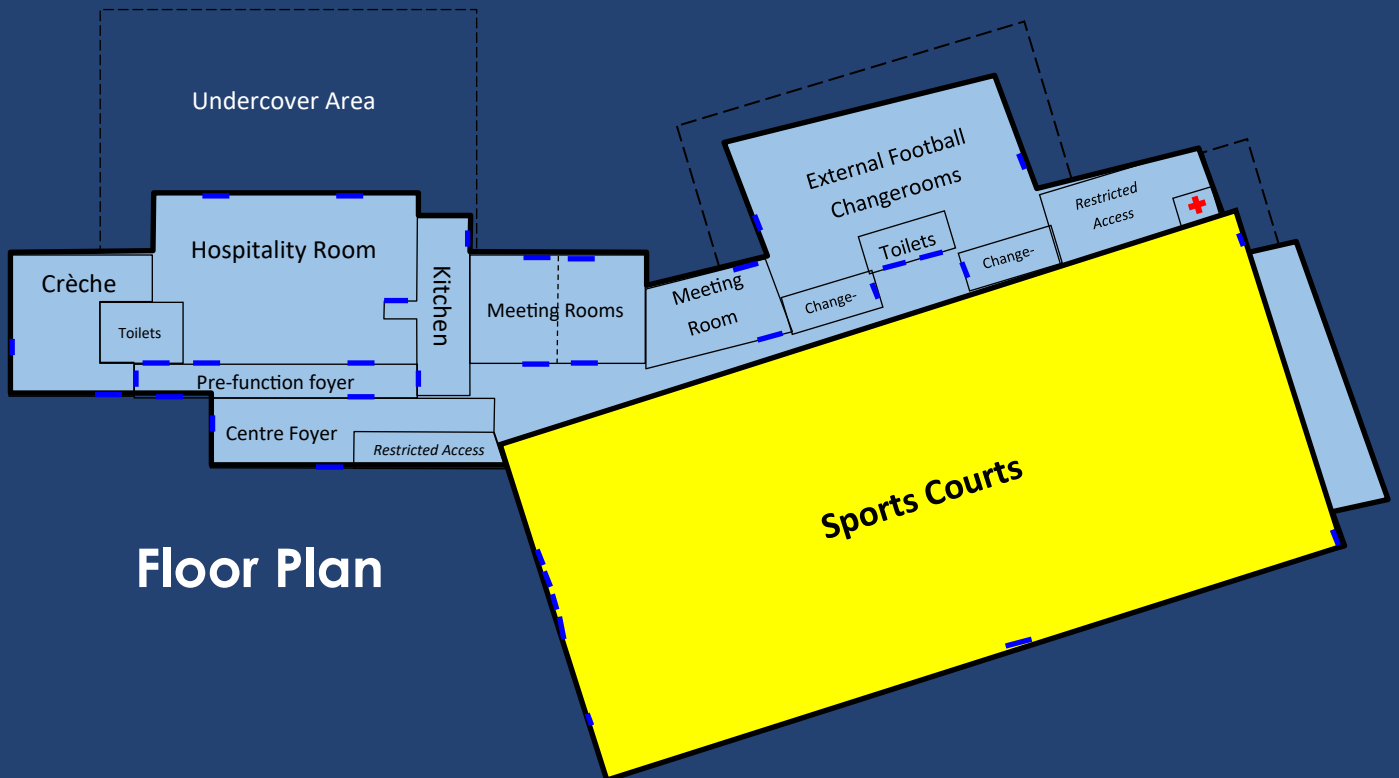 Undercover Area
External Football
Changerooms
Restricted
Access
Hospitality Room
Toilets
Change-
Crèche
Kitchen
Meeting
Room
Change-
Meeting Rooms
Toilets
Pre-function foyer
Centre Foyer
Restricted Access
Sports Courts
Floor Plan